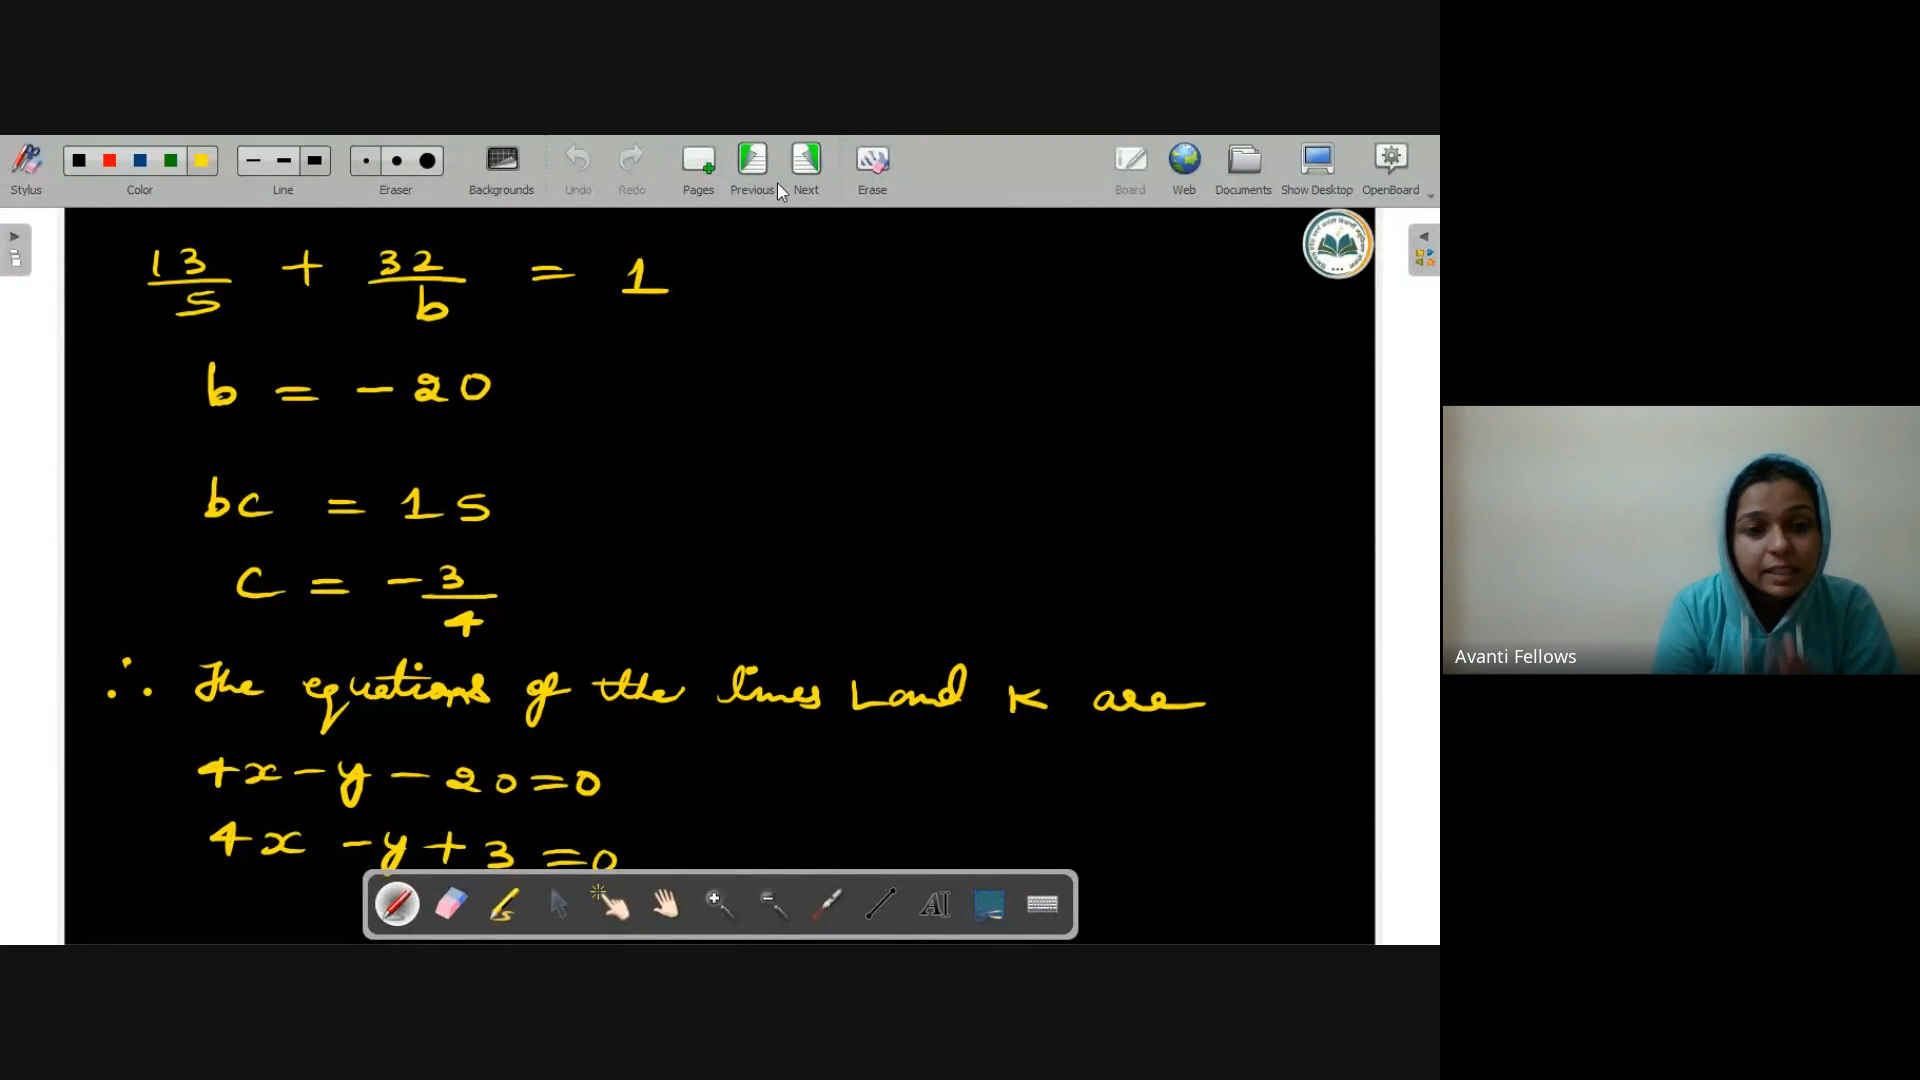 Stylus Color Line Eraser Backgrounds Undo Redo Pages Previous Next Erase Board Web Documents Show Desktop OpenBoard
13/5 + 32/b = 1
b = -20
bc = 15
c = -3/4
∴ The equations of the lines L and K are
4x - y - 20 = 0
4x - y + 3 = 0
AI
Avanti Fellows